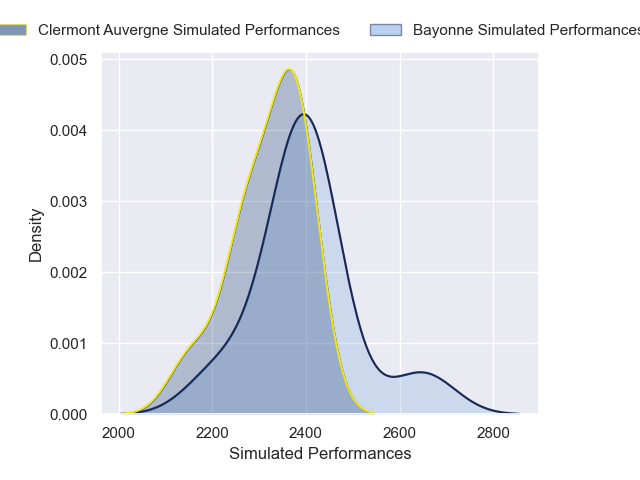 Clermont Auvergne Simulated Performances Bayonne Simulated Performances
0.005
0.004
0.003
0.002
0.001
0.000
Density
2000 2200 2400 2600 2800
Simulated Performances